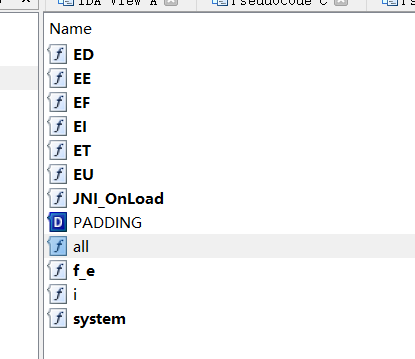 IDA View-A Pseudocode-C
Name
ED
EE
EF
EI
ET
EU
JNI_OnLoad
PADDING
all
f_e
i
system